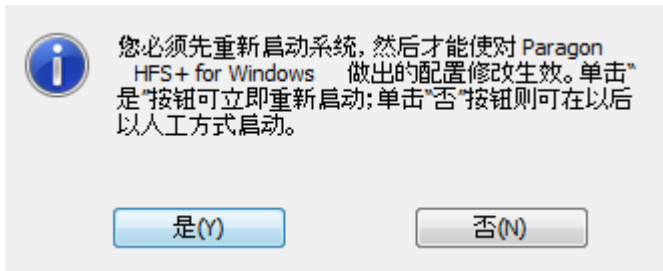 您必须先重新启动系统,然后才能使对 Paragon
HFS+ for Windows 做出的配置修改生效。单击“
是”按钮可立即重新启动;单击“否”按钮则可在以后
以人工方式启动。
是(Y)
否(N)